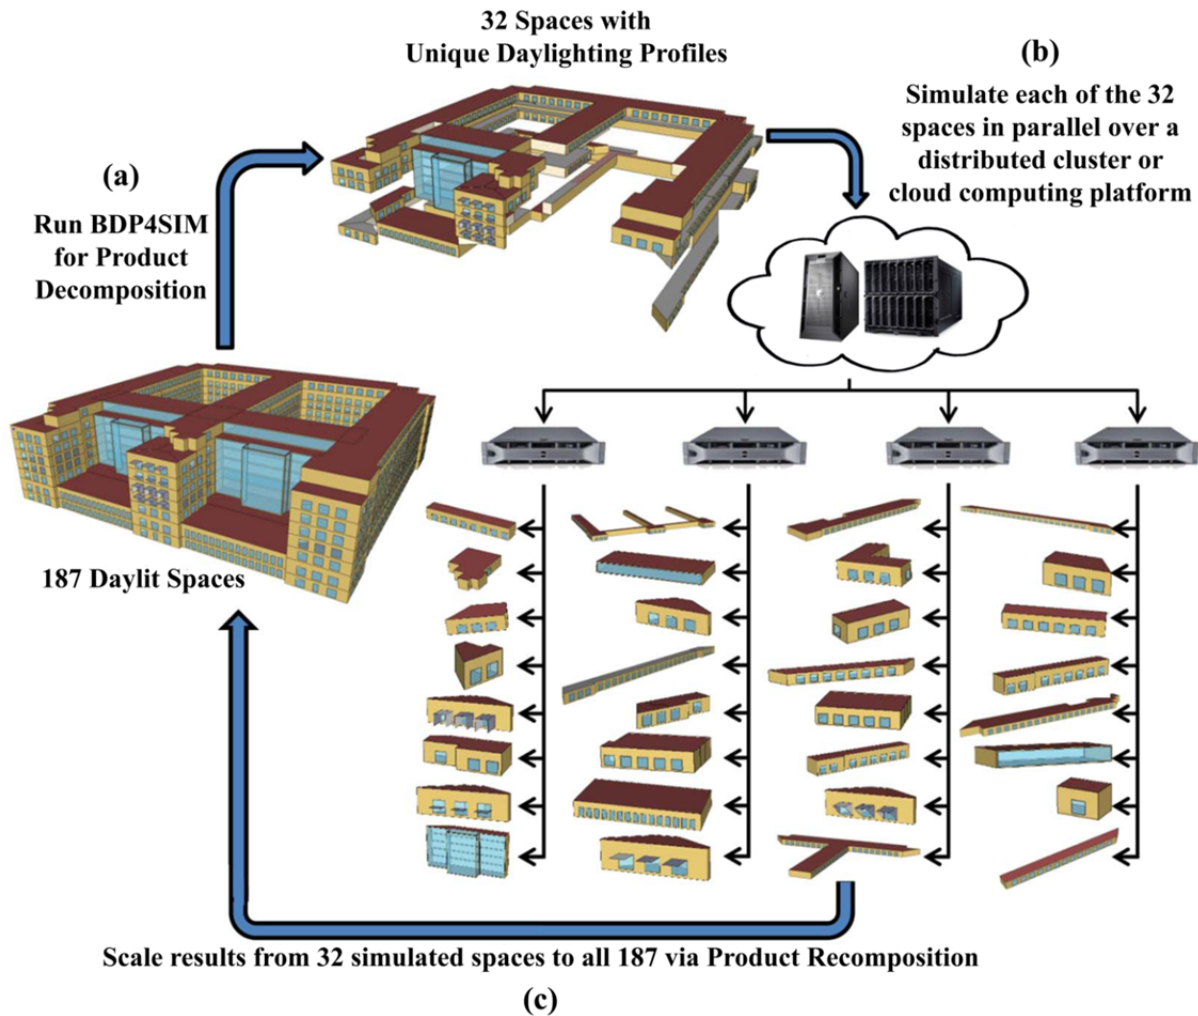 32 Spaces with
Unique Daylighting Profiles
(b)
Simulate each of the 32
spaces in parallel over a
distributed cluster or
cloud computing platform
(a)
Run BDP4SIM
for Product
Decomposition
187 Daylit Spaces
Scale results from 32 simulated spaces to all 187 via Product Recomposition
(c)